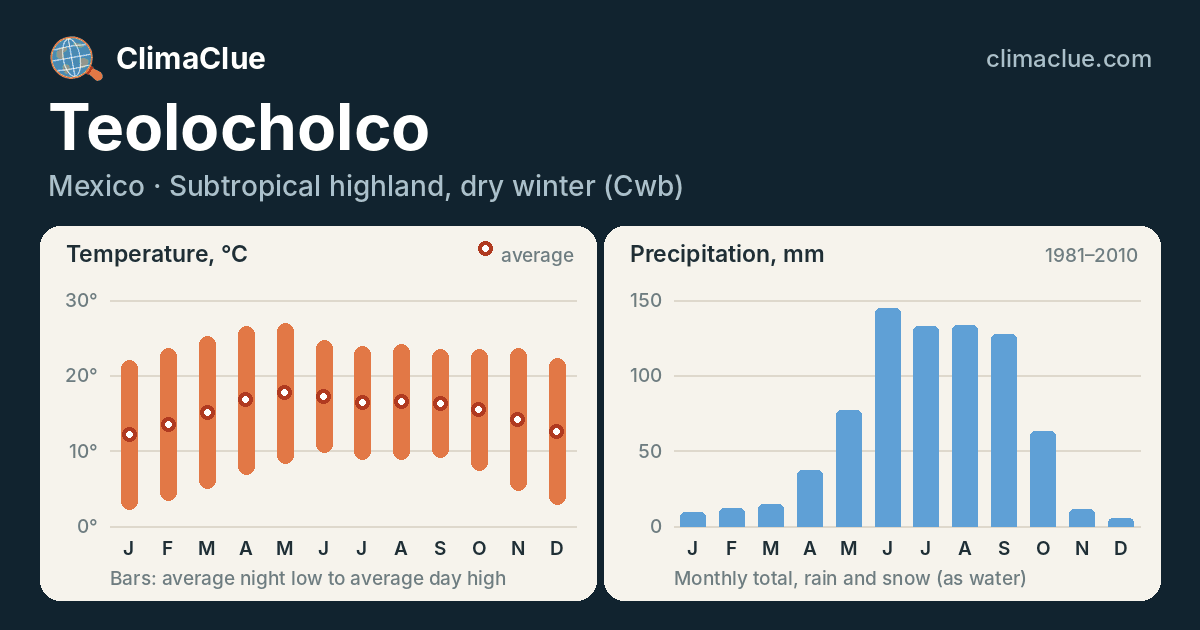 ClimaClue
climaclue.com
Teolocholco
Mexico · Subtropical highland, dry winter (Cwb)
Temperature, °C
average
30°
20°
10°
0°
J F M A M J J A S O N D
Bars: average night low to average day high
Precipitation, mm
1981–2010
150
100
50
0
J F M A M J J A S O N D
Monthly total, rain and snow (as water)